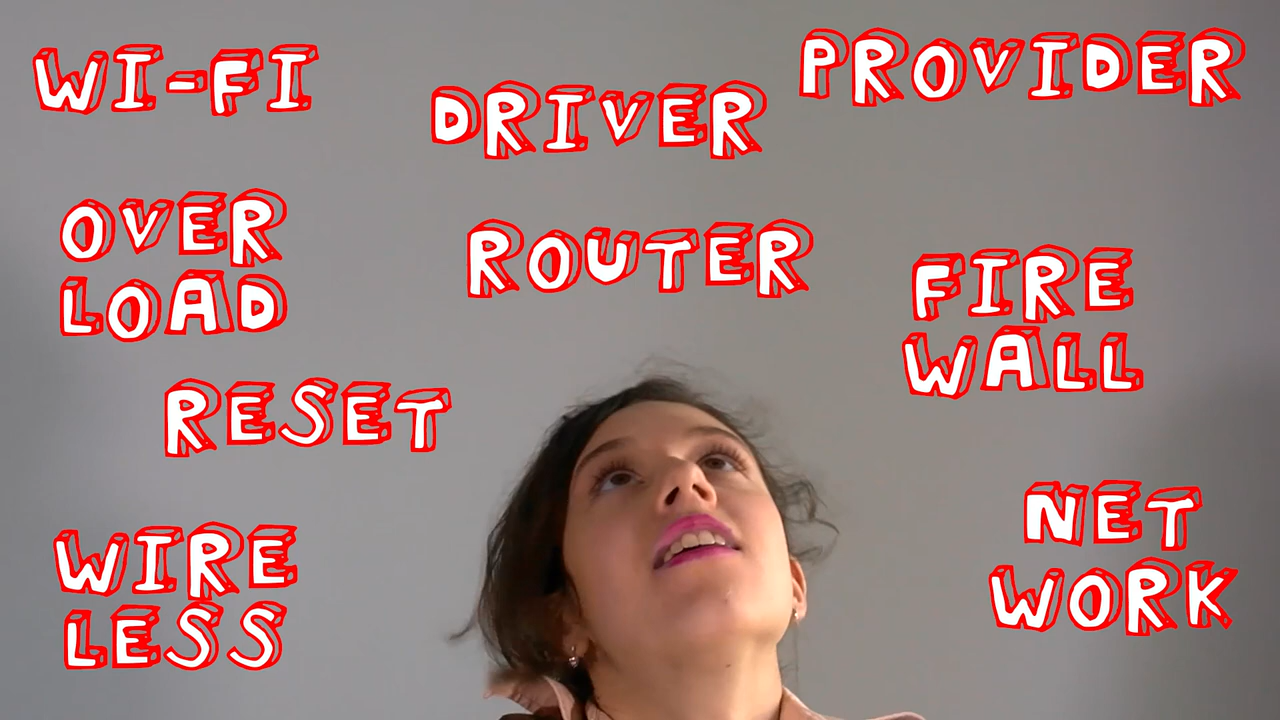 WI-FI
DRIVER
PROVIDER
OVER
LOAD
ROUTER
FIRE
WALL
RESET
NET
WORK
WIRE
LESS